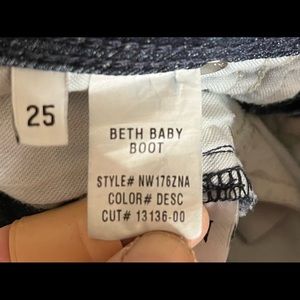 25
BETH BABY
BOOT
STYLE# NW176ZNA
COLOR# DESC
CUT# 13136-00